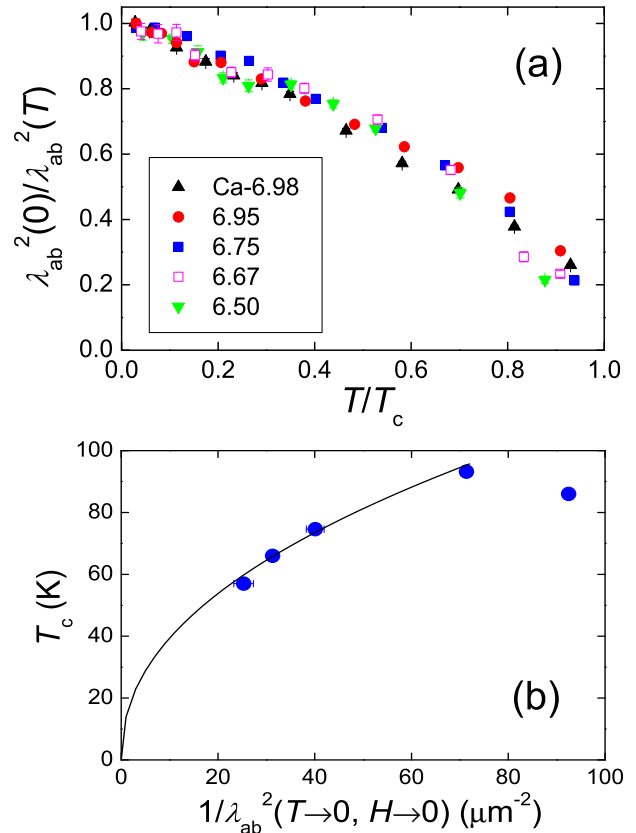 (a)
λab²(0)/λab²(T)
1.0
0.8
0.6
0.4
0.2
0.0
Ca-6.98
6.95
6.75
6.67
6.50
0.0 0.2 0.4 0.6 0.8 1.0
T/Tc
100
80
60
40
20
0
Tc (K)
(b)
0 20 40 60 80 100
1/λab²(T→0, H→0) (μm⁻²)